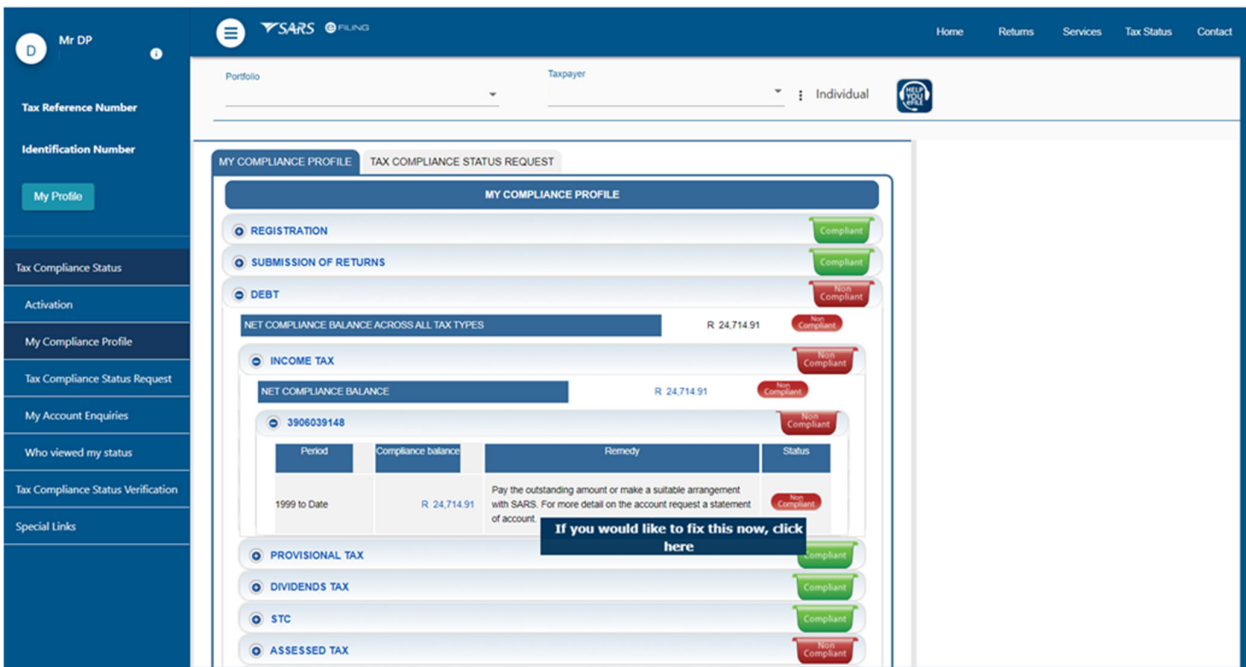 D
Mr DP
Tax Reference Number
Identification Number
My Profile
Tax Compliance Status
Activation
My Compliance Profile
Tax Compliance Status Request
My Account Enquiries
Who viewed my status
Tax Compliance Status Verification
Special Links
SARS e FILING
Home Returns Services Tax Status Contact
Portfolio
Taxpayer
Individual
HELP
YOU
eFILE
MY COMPLIANCE PROFILE TAX COMPLIANCE STATUS REQUEST
MY COMPLIANCE PROFILE
REGISTRATION Compliant
SUBMISSION OF RETURNS Compliant
DEBT Non Compliant
NET COMPLIANCE BALANCE ACROSS ALL TAX TYPES R 24,714.91 Non Compliant
INCOME TAX Non Compliant
NET COMPLIANCE BALANCE R 24,714.91 Non Compliant
3906039148 Non Compliant
Period Compliance balance Remedy Status
1999 to Date R 24,714.91 Pay the outstanding amount or make a suitable arrangement
with SARS. For more detail on the account request a statement
of account. Non Compliant
If you would like to fix this now, click
here
PROVISIONAL TAX Compliant
DIVIDENDS TAX Compliant
STC Compliant
ASSESSED TAX Non Compliant